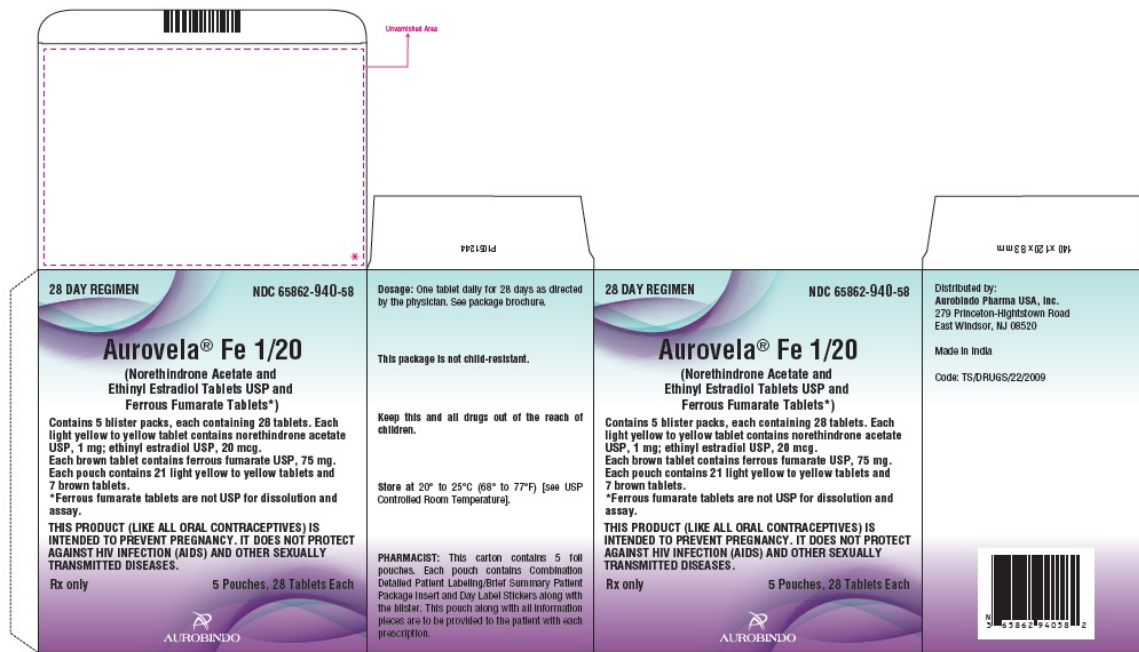 Unvarnished Area
*
P1051244
140 x 120 x 83 mm
28 DAY REGIMEN NDC 65862-940-58
Aurovela® Fe 1/20
(Norethindrone Acetate and
Ethinyl Estradiol Tablets USP and
Ferrous Fumarate Tablets*)
Contains 5 blister packs, each containing 28 tablets. Each
light yellow to yellow tablet contains norethindrone acetate
USP, 1 mg; ethinyl estradiol USP, 20 mcg.
Each brown tablet contains ferrous fumarate USP, 75 mg.
Each pouch contains 21 light yellow to yellow tablets and
7 brown tablets.
*Ferrous fumarate tablets are not USP for dissolution and
assay.
THIS PRODUCT (LIKE ALL ORAL CONTRACEPTIVES) IS
INTENDED TO PREVENT PREGNANCY. IT DOES NOT PROTECT
AGAINST HIV INFECTION (AIDS) AND OTHER SEXUALLY
TRANSMITTED DISEASES.
Rx only 5 Pouches, 28 Tablets Each
AUROBINDO
Dosage: One tablet daily for 28 days as directed
by the physician. See package brochure.
This package is not child-resistant.
Keep this and all drugs out of the reach of
children.
Store at 20° to 25°C (68° to 77°F) [see USP
Controlled Room Temperature].
PHARMACIST: This carton contains 5 foil
pouches. Each pouch contains Combination
Detailed Patient Labeling/Brief Summary Patient
Package Insert and Day Label Stickers along with
the blister. This pouch along with all information
pieces are to be provided to the patient with each
prescription.
28 DAY REGIMEN NDC 65862-940-58
Aurovela® Fe 1/20
(Norethindrone Acetate and
Ethinyl Estradiol Tablets USP and
Ferrous Fumarate Tablets*)
Contains 5 blister packs, each containing 28 tablets. Each
light yellow to yellow tablet contains norethindrone acetate
USP, 1 mg; ethinyl estradiol USP, 20 mcg.
Each brown tablet contains ferrous fumarate USP, 75 mg.
Each pouch contains 21 light yellow to yellow tablets and
7 brown tablets.
*Ferrous fumarate tablets are not USP for dissolution and
assay.
THIS PRODUCT (LIKE ALL ORAL CONTRACEPTIVES) IS
INTENDED TO PREVENT PREGNANCY. IT DOES NOT PROTECT
AGAINST HIV INFECTION (AIDS) AND OTHER SEXUALLY
TRANSMITTED DISEASES.
Rx only 5 Pouches, 28 Tablets Each
AUROBINDO
Distributed by:
Aurobindo Pharma USA, Inc.
279 Princeton-Hightstown Road
East Windsor, NJ 08520
Made in India
Code: TS/DRUGS/22/2009
N
3 65862 94058 2